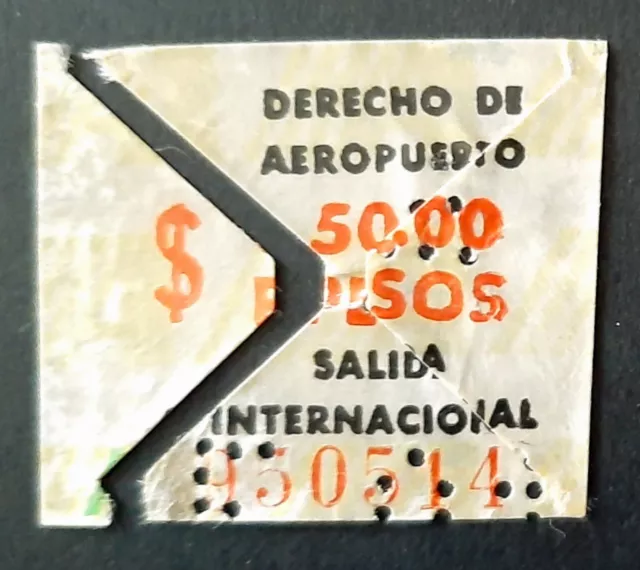 DERECHO DE
AEROPUERTO
$ 50.00
PESOS
SALIDA
INTERNACIONAL
950514